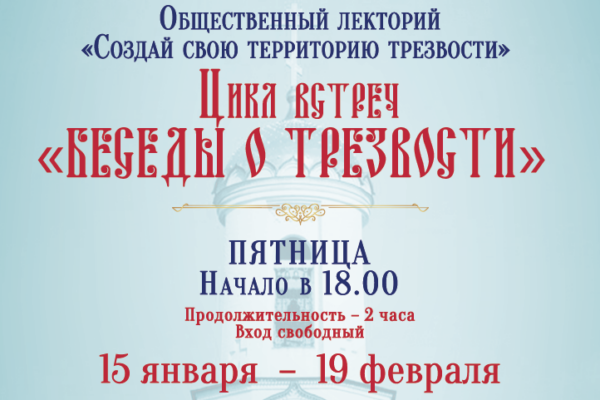 Общественный лекторий
«Создай свою территорию трезвости»
Цикл встреч
«БЕСЕДЫ О ТРЕЗВОСТИ»
ПЯТНИЦА
Начало в 18.00
Продолжительность – 2 часа
Вход свободный
15 января – 19 февраля